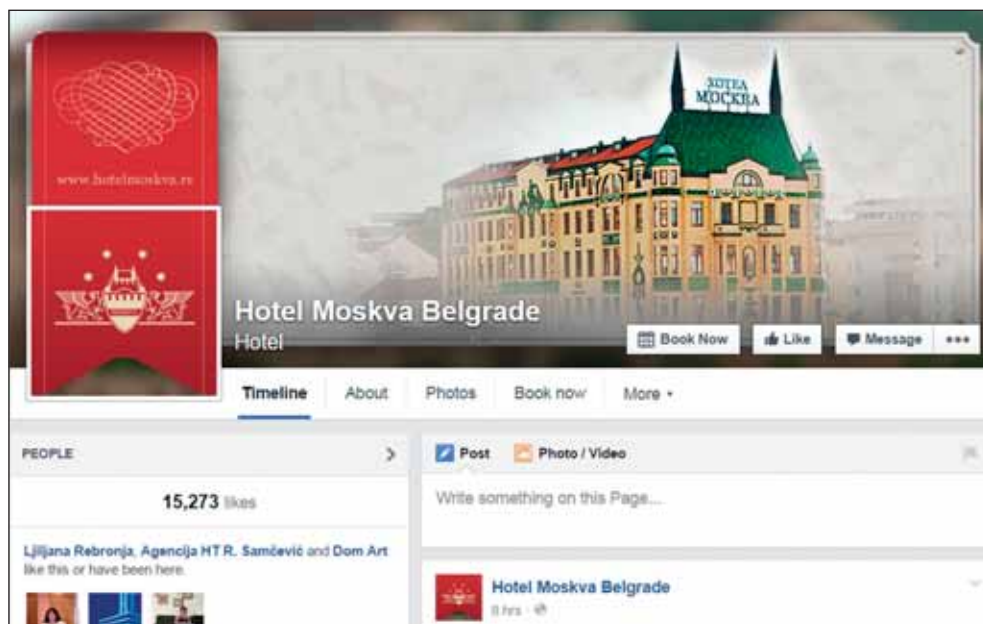 www.hotelmoskva.rs
ХОТЕЛ
МОСКВА
Hotel Moskva Belgrade
Hotel
Book Now
Like
Message
Timeline
About
Photos
Book now
More
PEOPLE
15,273 likes
Ljiljana Rebronja, Agencija HT R. Samčević and Dom Art
like this or have been here.
Post
Photo / Video
Write something on this Page...
Hotel Moskva Belgrade
8 hrs